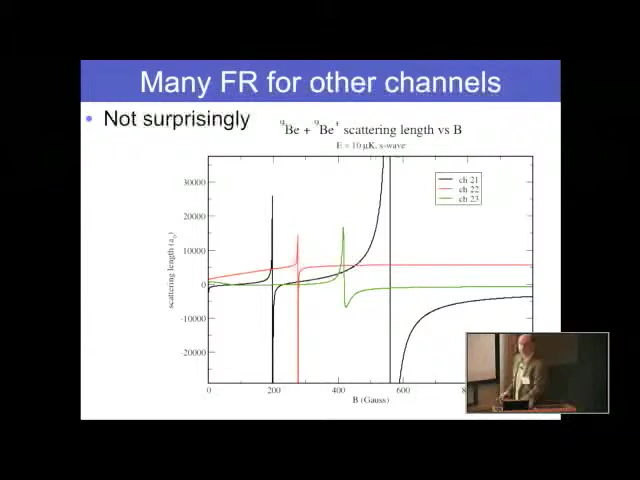 Many FR for other channels
• Not surprisingly
⁹Be + ⁹Be⁺ scattering length vs B
E = 10 μK, s-wave
ch 21
ch 22
ch 23
30000
20000
10000
0
-10000
-20000
scattering length (a₀)
0
200
400
600
B (Gauss)